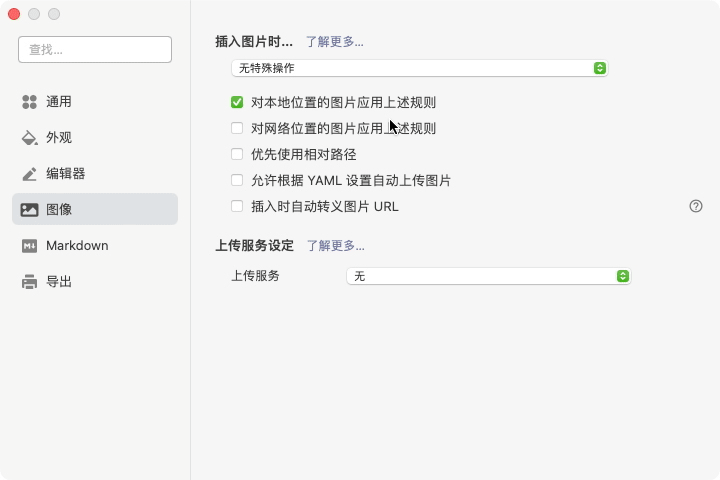 查找...
通用
外观
编辑器
图像
Markdown
导出
插入图片时... 了解更多...
无特殊操作
对本地位置的图片应用上述规则
对网络位置的图片应用上述规则
优先使用相对路径
允许根据 YAML 设置自动上传图片
插入时自动转义图片 URL
上传服务设定 了解更多...
上传服务 无